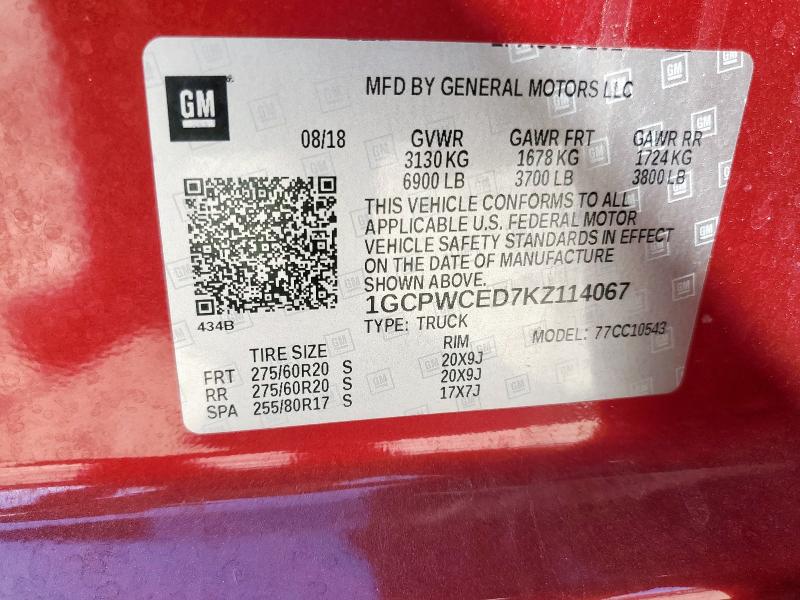 MFD BY GENERAL MOTORS LLC
GM
08/18 GVWR GAWR FRT GAWR RR
3130 KG 1678 KG 1724 KG
6900 LB 3700 LB 3800 LB
THIS VEHICLE CONFORMS TO ALL
APPLICABLE U.S. FEDERAL MOTOR
VEHICLE SAFETY STANDARDS IN EFFECT
ON THE DATE OF MANUFACTURE
SHOWN ABOVE.
1GCPWCED7KZ114067
434B TYPE: TRUCK MODEL: 77CC10543
TIRE SIZE RIM
FRT 275/60R20 S 20X9J
RR 275/60R20 S 20X9J
SPA 255/80R17 S 17X7J